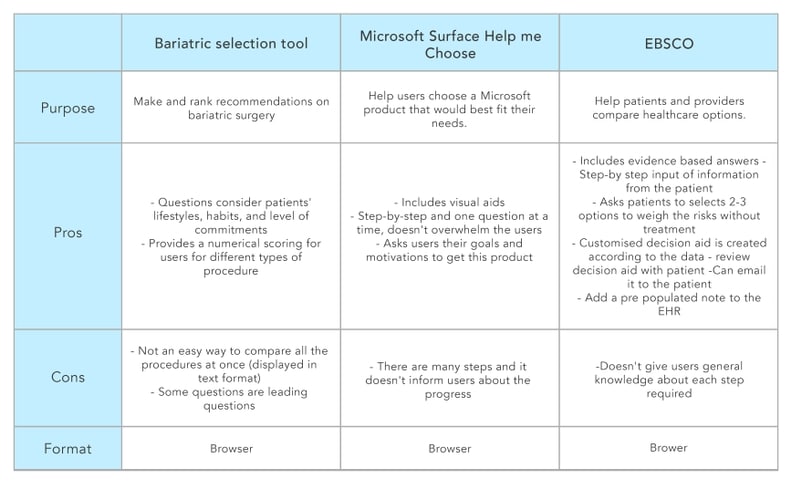 Bariatric selection tool
Microsoft Surface Help me
Choose
EBSCO
Purpose
Make and rank recommendations on
bariatric surgery
Help users choose a Microsoft
product that would best fit their
needs.
Help patients and providers
compare healthcare options.
Pros
- Questions consider patients'
lifestyles, habits, and level of
commitments
- Provides a numerical scoring for
users for different types of
procedure
- Includes visual aids
- Step-by-step and one question at a
time, doesn't overwhelm the users
- Asks users their goals and
motivations to get this product
- Includes evidence based answers -
Step-by step input of information
from the patient
- Asks patients to selects 2-3
options to weigh the risks without
treatment
- Customised decision aid is created
according to the data - review
decision aid with patient -Can email
it to the patient
- Add a pre populated note to the
EHR
Cons
- Not an easy way to compare all the
procedures at once (displayed in
text format)
- Some questions are leading
questions
- There are many steps and it
doesn't inform users about the
progress
-Doesn't give users general
knowledge about each step
required
Format
Browser
Browser
Brower